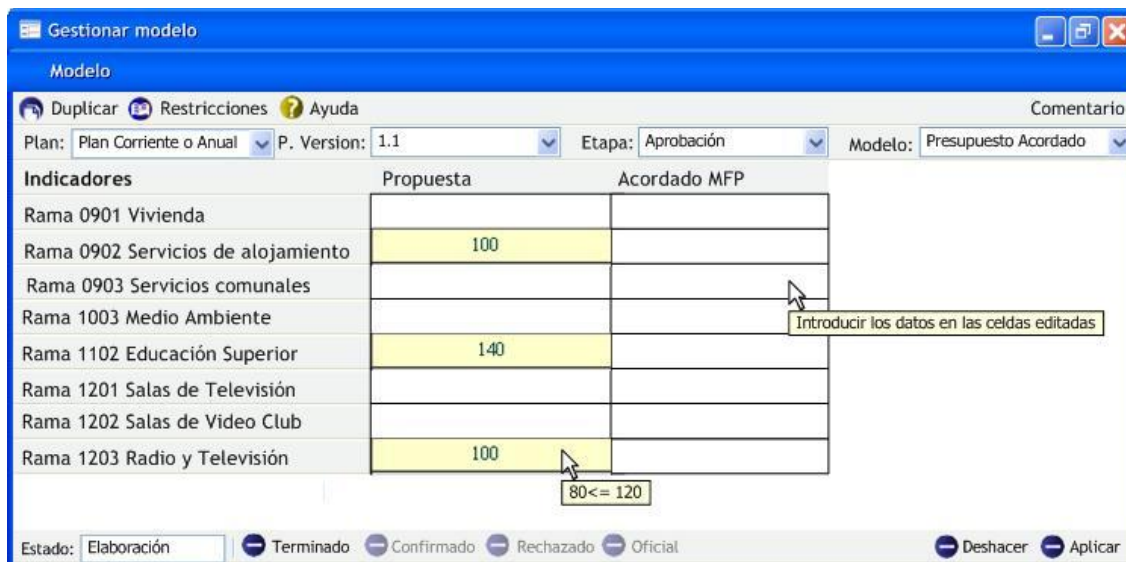 Gestionar modelo
Modelo
Duplicar Restricciones Ayuda Comentario
Plan: Plan Corriente o Anual P. Version: 1.1 Etapa: Aprobación Modelo: Presupuesto Acordado
Indicadores Propuesta Acordado MFP
Rama 0901 Vivienda
Rama 0902 Servicios de alojamiento 100
Rama 0903 Servicios comunales
Rama 1003 Medio Ambiente
Introducir los datos en las celdas editadas
Rama 1102 Educación Superior 140
Rama 1201 Salas de Televisión
Rama 1202 Salas de Video Club
Rama 1203 Radio y Televisión 100
80<= 120
Estado: Elaboración Terminado Confirmado Rechazado Oficial Deshacer Aplicar